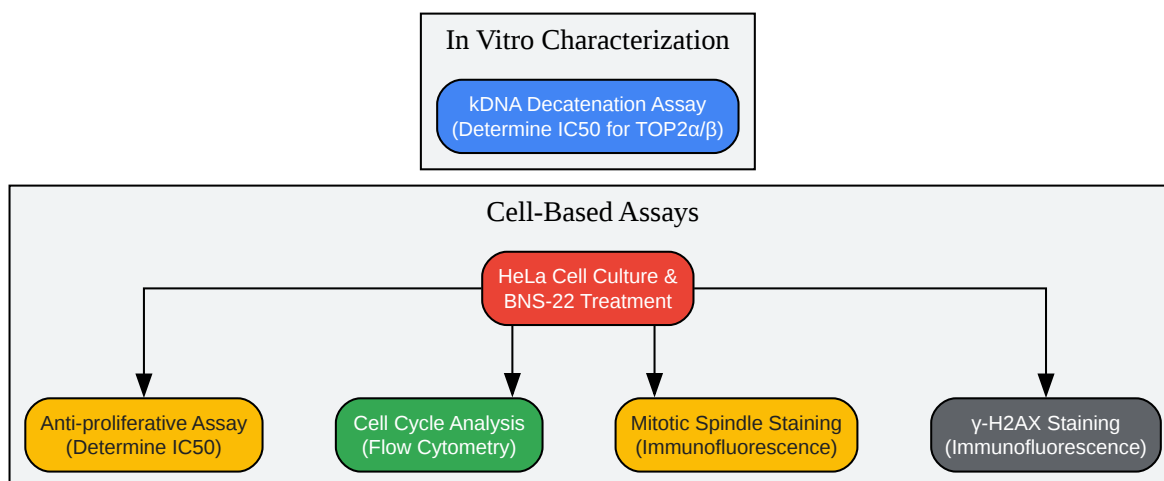 In Vitro Characterization
kDNA Decatenation Assay
(Determine IC50 for TOP2α/β)
Cell-Based Assays
HeLa Cell Culture &
BNS-22 Treatment
Anti-proliferative Assay
(Determine IC50)
Cell Cycle Analysis
(Flow Cytometry)
Mitotic Spindle Staining
(Immunofluorescence)
γ-H2AX Staining
(Immunofluorescence)